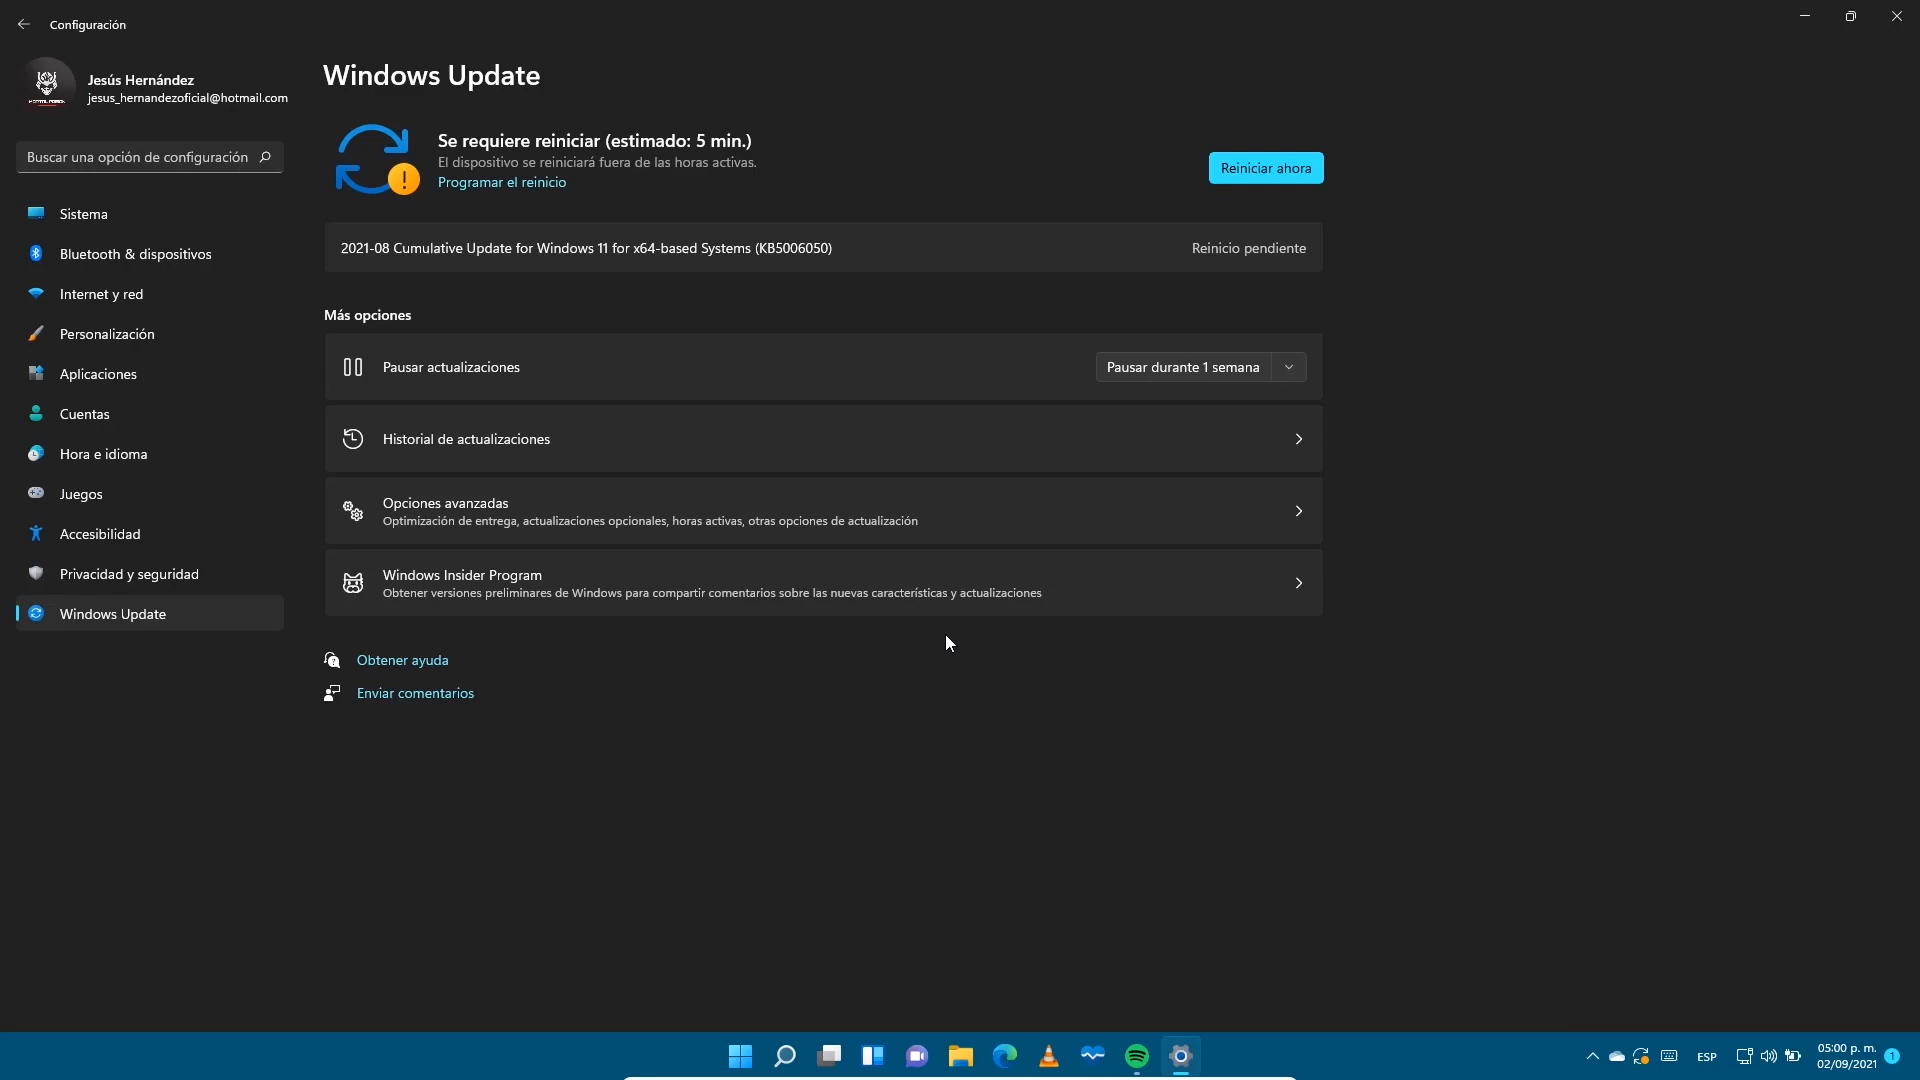 Configuración
Jesús Hernández
jesus_hernandezoficial@hotmail.com
Buscar una opción de configuración
Sistema
Bluetooth & dispositivos
Internet y red
Personalización
Aplicaciones
Cuentas
Hora e idioma
Juegos
Accesibilidad
Privacidad y seguridad
Windows Update
Windows Update
Se requiere reiniciar (estimado: 5 min.)
El dispositivo se reiniciará fuera de las horas activas.
Programar el reinicio
Reiniciar ahora
2021-08 Cumulative Update for Windows 11 for x64-based Systems (KB5006050)
Reinicio pendiente
Más opciones
Pausar actualizaciones
Pausar durante 1 semana
Historial de actualizaciones
Opciones avanzadas
Optimización de entrega, actualizaciones opcionales, horas activas, otras opciones de actualización
Windows Insider Program
Obtener versiones preliminares de Windows para compartir comentarios sobre las nuevas características y actualizaciones
Obtener ayuda
Enviar comentarios
ESP
05:00 p. m.
02/09/2021
1